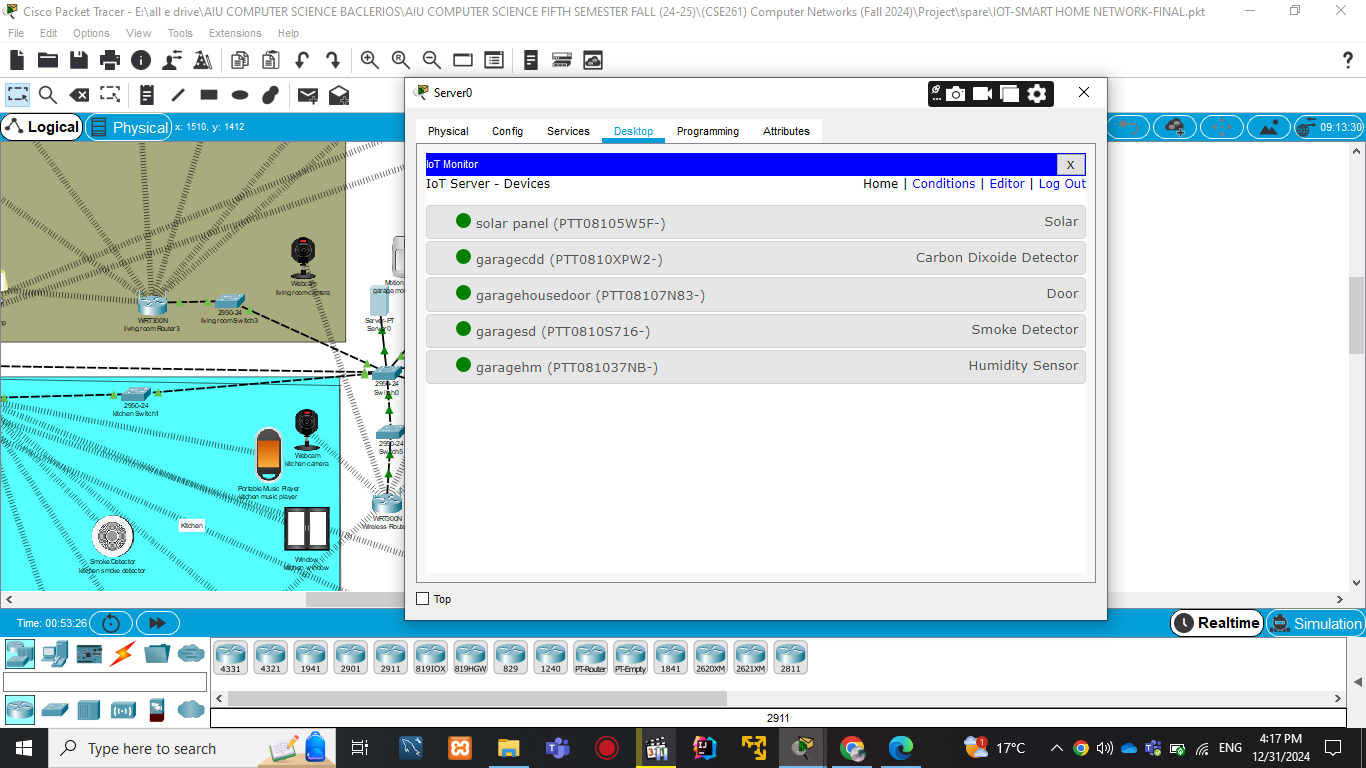 Cisco Packet Tracer - E:\all e drive\AIU COMPUTER SCIENCE BACLERIOS\AIU COMPUTER SCIENCE FIFTH SEMESTER FALL (24-25)\(CSE261) Computer Networks (Fall 2024)\Project\spare\IOT-SMART HOME NETWORK-FINAL.pkt
File Edit Options View Tools Extensions Help
Logical Physical x: 1510, y: 1412
09:13:30
Server0
Physical Config Services Desktop Programming Attributes
IoT Monitor X
IoT Server - Devices Home | Conditions | Editor | Log Out
solar panel (PTT08105W5F-) Solar
garagecdd (PTT0810XPW2-) Carbon Dixoide Detector
garagehousedoor (PTT08107N83-) Door
garagesd (PTT0810S716-) Smoke Detector
garagehm (PTT081037NB-) Humidity Sensor
Top
Webcam
living room camera
Motion
garage mo
WRT300N
living room Router3
2950-24
living room Switch3
Server-PT
Server0
2950-24
Switch0
2950-24
kitchen Switch1
2950-24
Switch5
Webcam
kitchen camera
Portable Music Player
kitchen music player
WRT300N
Wireless Route
Kitchen
Smoke Detector
kitchen smoke detector
Window
kitchen window
Time: 00:53:26
Realtime Simulation
4331 4321 1941 2901 2911 819IOX 819HGW 829 1240 PT-Router PT-Empty 1841 2620XM 2621XM 2811
2911
Type here to search
1
17°C
ENG
4:17 PM
12/31/2024